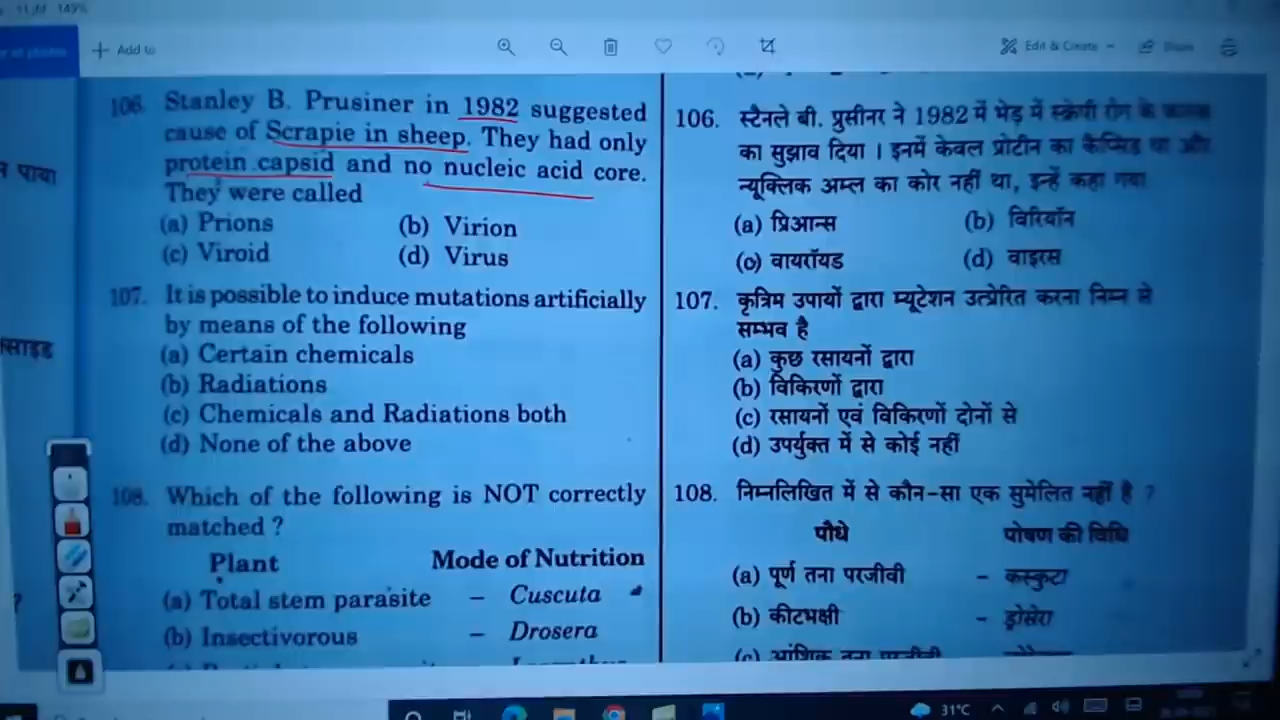 149%
Add to
Edit & Create
Share
न पाया
साइड
106. Stanley B. Prusiner in 1982 suggested
cause of Scrapie in sheep. They had only
protein capsid and no nucleic acid core.
They were called
(a) Prions (b) Virion
(c) Viroid (d) Virus
107. It is possible to induce mutations artificially
by means of the following
(a) Certain chemicals
(b) Radiations
(c) Chemicals and Radiations both
(d) None of the above
108. Which of the following is NOT correctly
matched ?
Plant Mode of Nutrition
(a) Total stem parasite – Cuscuta
(b) Insectivorous – Drosera
106. स्टैनले बी. प्रुसीनर ने 1982 में भेड़ में स्क्रेपी रोग के कारक
का सुझाव दिया । इनमें केवल प्रोटीन का कैप्सिड था और
न्यूक्लिक अम्ल का कोर नहीं था, इन्हें कहा गया
(a) प्रिआन्स (b) विरियॉन
(c) वायरॉयड (d) वाइरस
107. कृत्रिम उपायों द्वारा म्यूटेशन उत्प्रेरित करना निम्न से
सम्भव है
(a) कुछ रसायनों द्वारा
(b) विकिरणों द्वारा
(c) रसायनों एवं विकिरणों दोनों से
(d) उपर्युक्त में से कोई नहीं
108. निम्नलिखित में से कौन-सा एक सुमेलित नहीं है ?
पौधे पोषण की विधि
(a) पूर्ण तना परजीवी – कस्कुटा
(b) कीटभक्षी – ड्रोसेरा
(c) आंशिक तना परजीवी
31°C